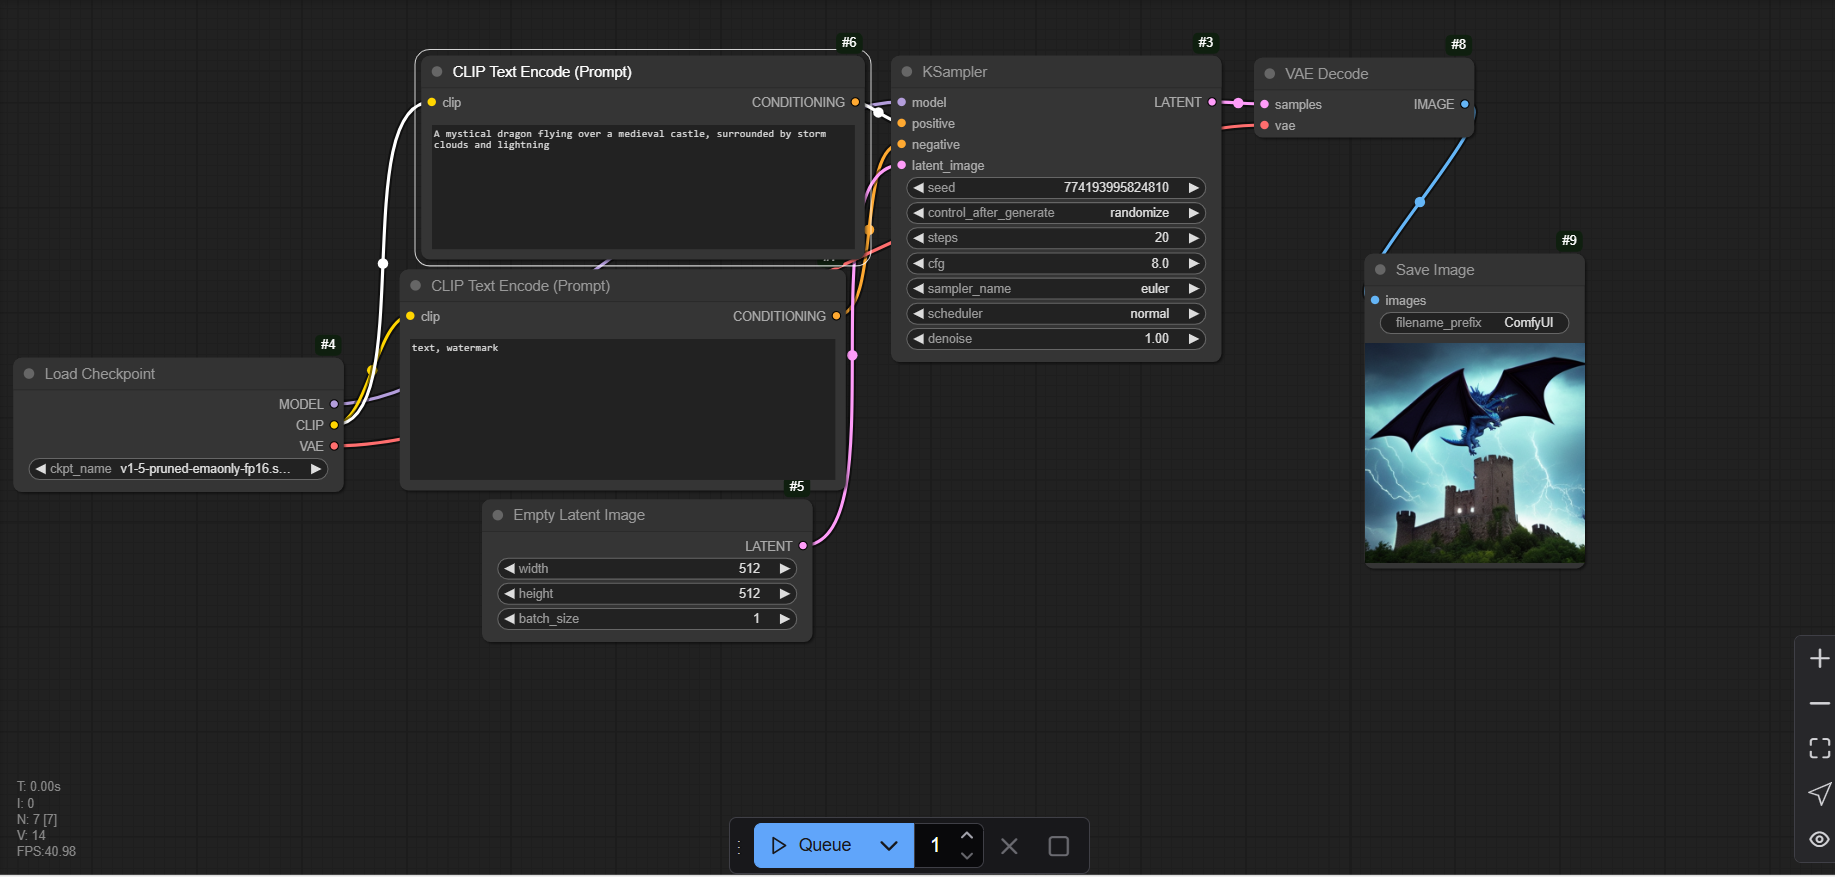 #6
CLIP Text Encode (Prompt)
clip
CONDITIONING
A mystical dragon flying over a medieval castle, surrounded by storm
clouds and lightning
CLIP Text Encode (Prompt)
clip
CONDITIONING
text, watermark
#4
Load Checkpoint
MODEL
CLIP
VAE
ckpt_name v1-5-pruned-emaonly-fp16.s...
#5
Empty Latent Image
LATENT
width 512
height 512
batch_size 1
#3
KSampler
model
LATENT
positive
negative
latent_image
seed 774193995824810
control_after_generate randomize
steps 20
cfg 8.0
sampler_name euler
scheduler normal
denoise 1.00
#8
VAE Decode
samples
IMAGE
vae
#9
Save Image
images
filename_prefix ComfyUI
T: 0.00s
I: 0
N: 7 [7]
V: 14
FPS:40.98
Queue
1